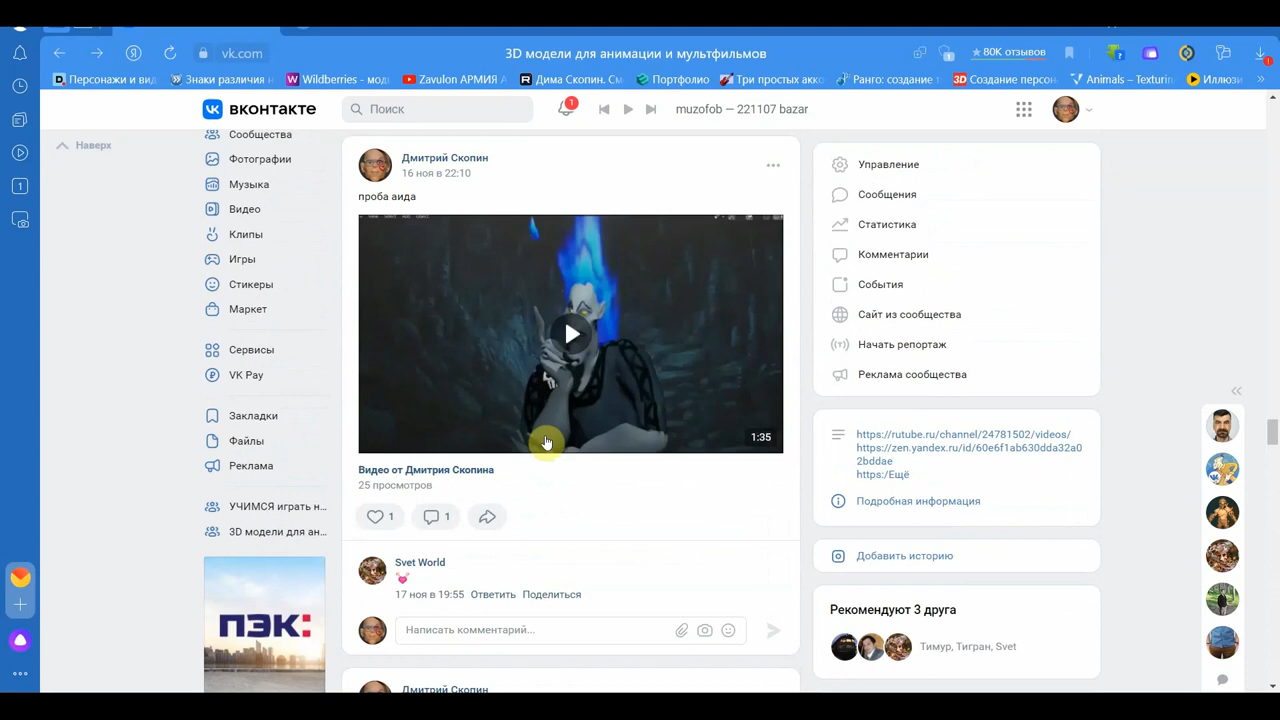 vk.com
3D модели для анимации и мультфильмов
80К отзывов
Персонажи и ви
Знаки различия
Wildberries - мод
Zavulon АРМИЯ
Дима Скопин. См
Портфолио
Три простых акко
Ранго: создание
Создание персон
Animals – Texturin
Иллюзи
ВКОНТАКТЕ
Поиск
1
muzofob — 221107 bazar
Наверх
Сообщества
Фотографии
Музыка
Видео
Клипы
Игры
Стикеры
Маркет
Сервисы
VK Pay
Закладки
Файлы
Реклама
УЧИМСЯ играть н...
3D модели для ан...
ПЭК:
Дмитрий Скопин
16 ноя в 22:10
проба аида
1:35
Видео от Дмитрия Скопина
25 просмотров
1
1
Svet World
17 ноя в 19:55 Ответить Поделиться
Написать комментарий...
Дмитрий Скопин
Управление
Сообщения
Статистика
Комментарии
События
Сайт из сообщества
Начать репортаж
Реклама сообщества
https://rutube.ru/channel/24781502/videos/
https://zen.yandex.ru/id/60e6f1ab630dda32a0
2bddae
https:/Ещё
Подробная информация
Добавить историю
Рекомендуют 3 друга
Тимур, Тигран, Svet